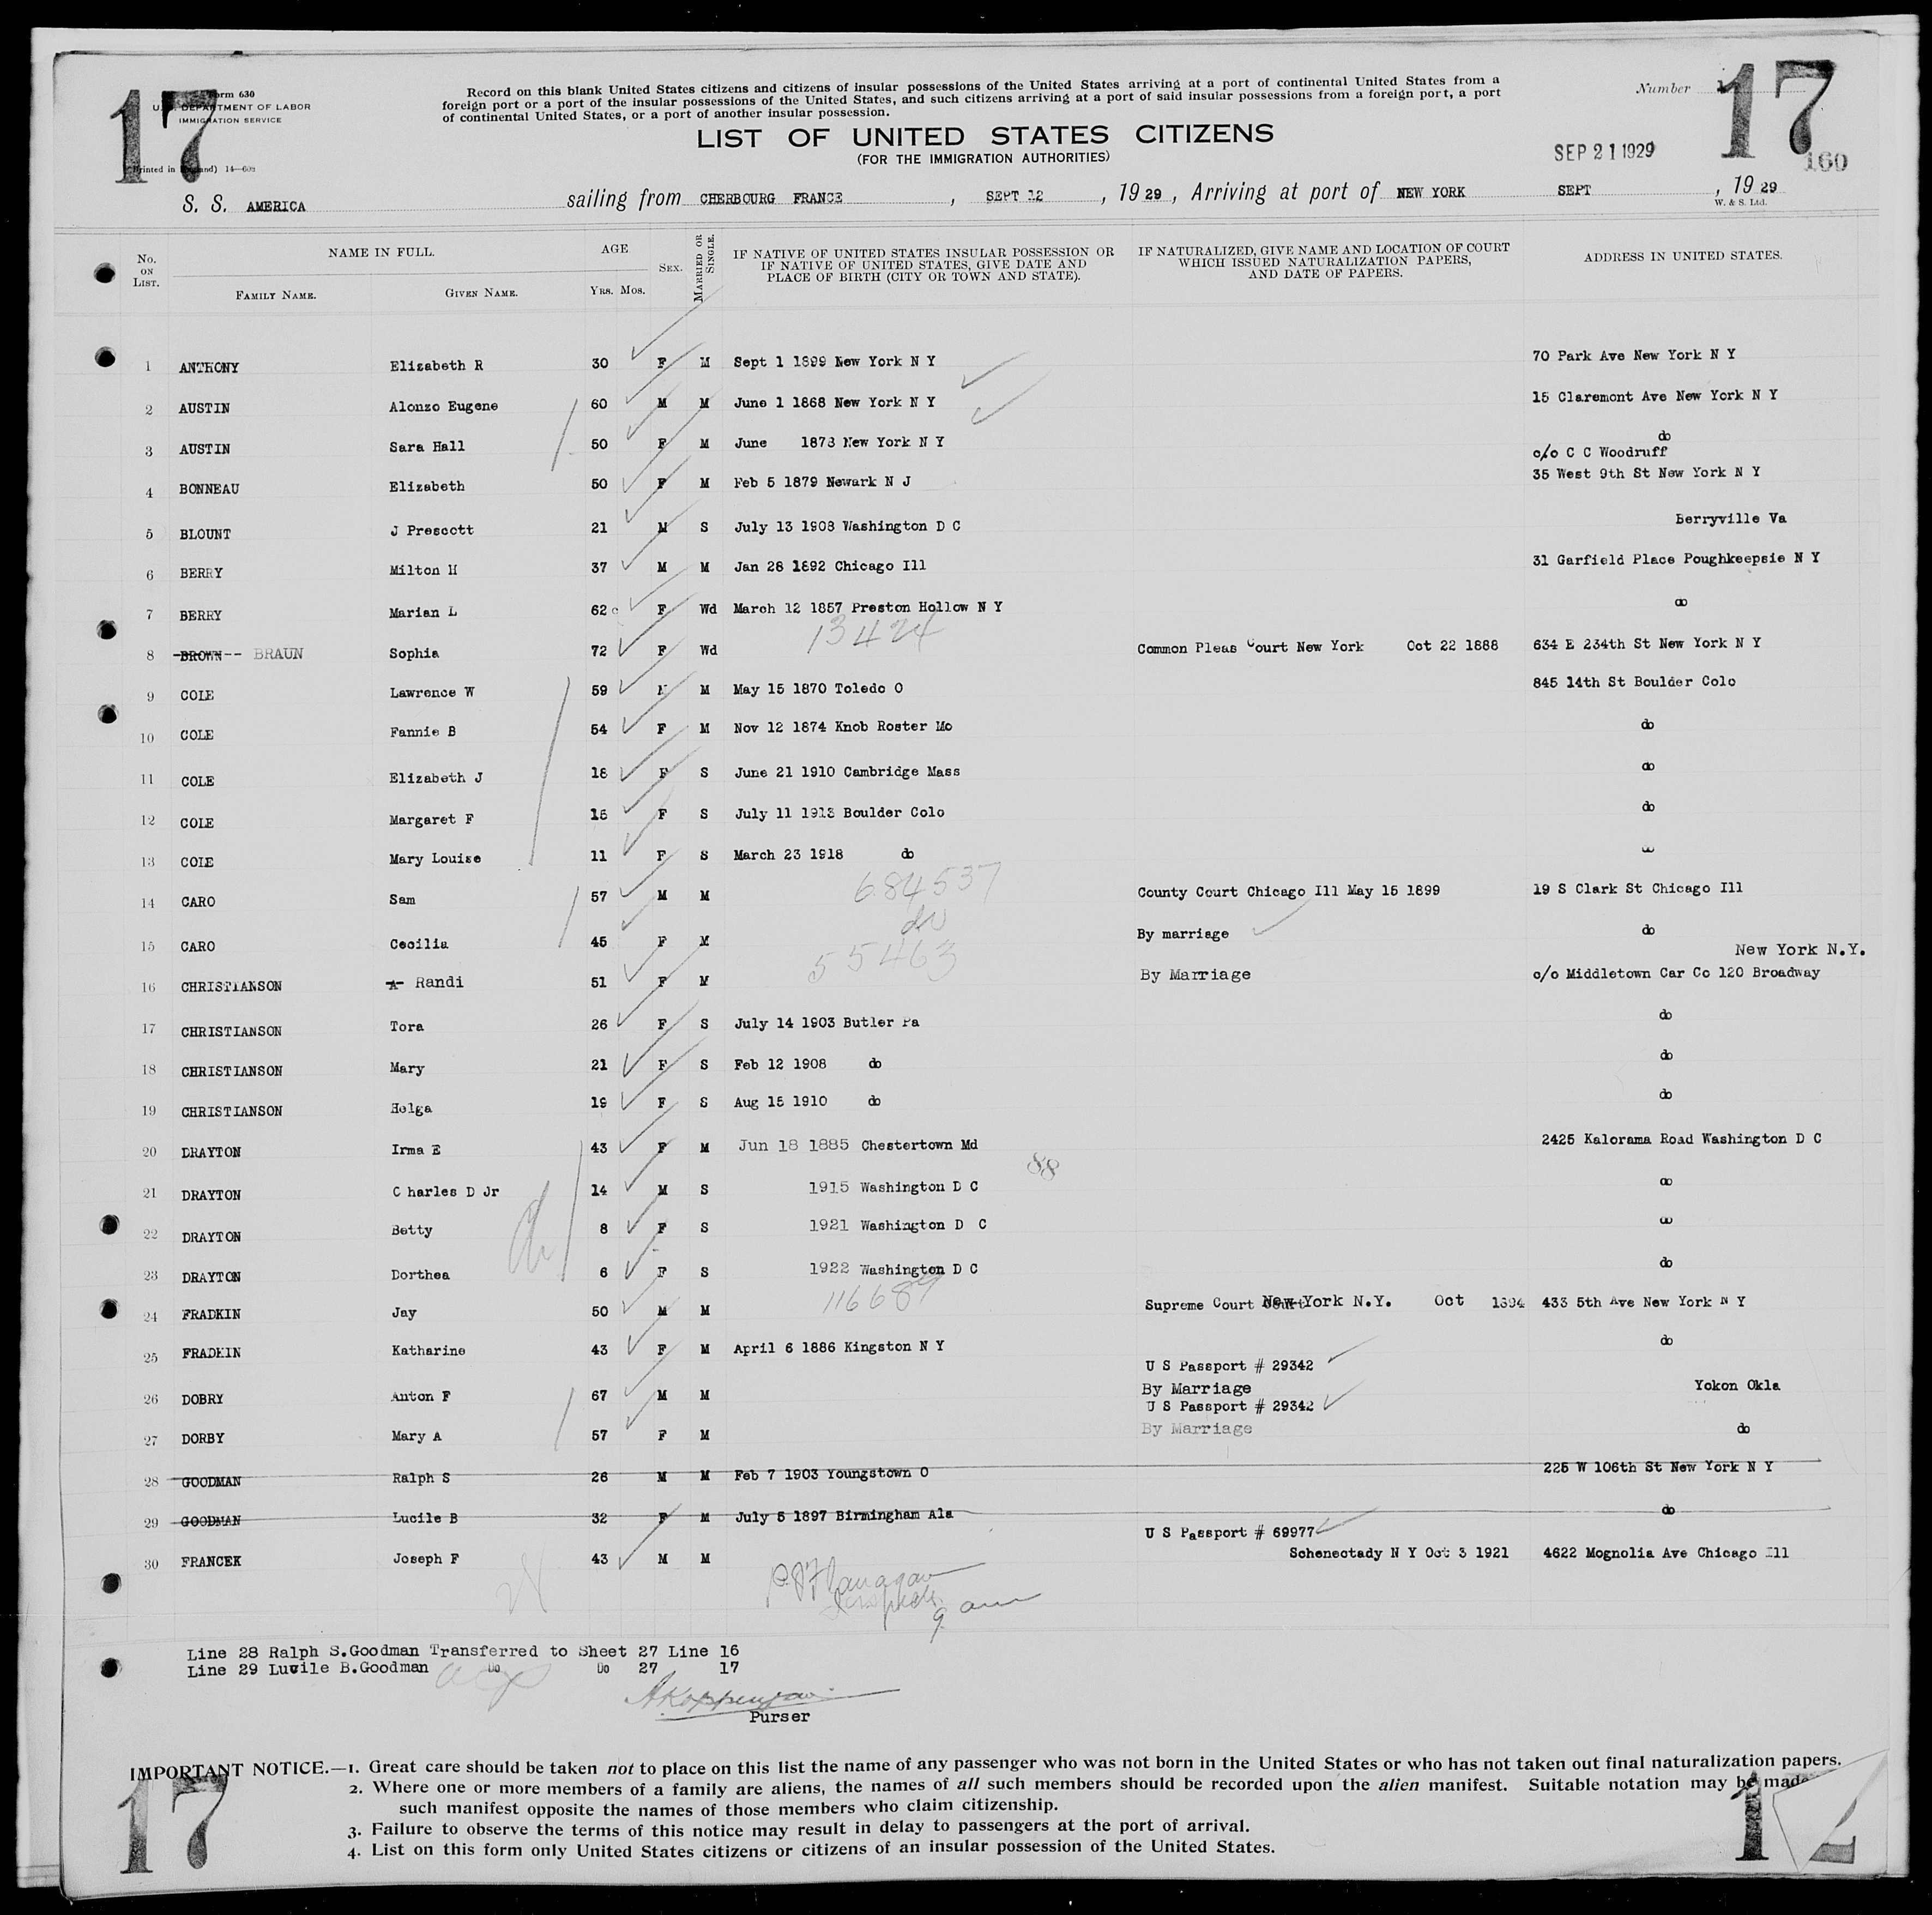 17
Form 630
U. S. DEPARTMENT OF LABOR
IMMIGRATION SERVICE
(Printed in England) 14—602
Record on this blank United States citizens and citizens of insular possessions of the United States arriving at a port of continental United States from a
foreign port or a port of the insular possessions of the United States, and such citizens arriving at a port of said insular possessions from a foreign port, a port
of continental United States, or a port of another insular possession.
Number
17
LIST OF UNITED STATES CITIZENS
(FOR THE IMMIGRATION AUTHORITIES)
SEP 21 1929
160
S. S. AMERICA sailing from CHERBOURG FRANCE , SEPT 12 , 19 29 , Arriving at port of NEW YORK SEPT , 19 29
W. & S. Ltd.
No. ON LIST. NAME IN FULL. FAMILY NAME. GIVEN NAME. AGE YRS. MOS. SEX. MARRIED OR SINGLE. IF NATIVE OF UNITED STATES INSULAR POSSESSION OR IF NATIVE OF UNITED STATES, GIVE DATE AND PLACE OF BIRTH (CITY OR TOWN AND STATE). IF NATURALIZED, GIVE NAME AND LOCATION OF COURT WHICH ISSUED NATURALIZATION PAPERS, AND DATE OF PAPERS. ADDRESS IN UNITED STATES.
1 ANTHONY Elizabeth R 30 F M Sept 1 1899 New York N Y 70 Park Ave New York N Y
2 AUSTIN Alonzo Eugene 60 M M June 1 1868 New York N Y 15 Claremont Ave New York N Y
3 AUSTIN Sara Hall 50 F M June 1878 New York N Y do
c/o C C Woodruff
4 BONNEAU Elizabeth 50 F M Feb 5 1879 Newark N J 35 West 9th St New York N Y
5 BLOUNT J Prescott 21 M S July 13 1908 Washington D C Berryville Va
6 BERRY Milton H 37 M M Jan 28 1892 Chicago Ill 31 Garfield Place Poughkeepsie N Y
7 BERRY Marian L 62 F Wd March 12 1857 Preston Hollow N Y do
13424
8 BROWN-- BRAUN Sophia 72 F Wd Common Pleas Court New York Oct 22 1888 634 E 234th St New York N Y
9 COLE Lawrence W 59 M M May 15 1870 Toledo O 845 14th St Boulder Colo
10 COLE Fannie B 54 F M Nov 12 1874 Knob Roster Mo do
11 COLE Elizabeth J 18 F S June 21 1910 Cambridge Mass do
12 COLE Margaret F 15 F S July 11 1913 Boulder Colo do
13 COLE Mary Louise 11 F S March 23 1918 do do
684537
14 CARO Sam 57 M M County Court Chicago Ill May 15 1899 19 S Clark St Chicago Ill
do
15 CARO Cecilia 45 F M By marriage do
55463
New York N.Y.
16 CHRISTIANSON A- Randi 51 F M By Marriage c/o Middletown Car Co 120 Broadway
17 CHRISTIANSON Tora 26 F S July 14 1903 Butler Pa do
18 CHRISTIANSON Mary 21 F S Feb 12 1908 do do
19 CHRISTIANSON Helga 19 F S Aug 15 1910 do do
20 DRAYTON Irma E 43 F M Jun 18 1885 Chestertown Md 2425 Kalorama Road Washington D C
88
21 DRAYTON Charles D Jr 14 M S 1915 Washington D C do
22 DRAYTON Betty 8 F S 1921 Washington D C do
23 DRAYTON Dorthea 6 F S 1922 Washington D C do
116687
24 FRADKIN Jay 50 M M Supreme Court New York N.Y. Oct 1894 433 5th Ave New York N Y
25 FRADKIN Katharine 43 F M April 6 1886 Kingston N Y do
U S Passport # 29342
26 DOBRY Anton F 67 M M By Marriage Yokon Okla
U S Passport # 29342
27 DORBY Mary A 57 F M By Marriage do
28 GOODMAN Ralph S 26 M M Feb 7 1903 Youngstown O 225 W 106th St New York N Y
29 GOODMAN Lucile B 32 F M July 5 1897 Birmingham Ala do
U S Passport # 69977
30 FRANCEK Joseph F 43 M M Schenectady N Y Oct 3 1921 4622 Mognolia Ave Chicago Ill
Flanagan
9 am
Line 28 Ralph S.Goodman Transferred to Sheet 27 Line 16
Line 29 Luvile B.Goodman Do Do 27 17
Purser
IMPORTANT NOTICE.—1. Great care should be taken not to place on this list the name of any passenger who was not born in the United States or who has not taken out final naturalization papers.
2. Where one or more members of a family are aliens, the names of all such members should be recorded upon the alien manifest. Suitable notation may be made
such manifest opposite the names of those members who claim citizenship.
3. Failure to observe the terms of this notice may result in delay to passengers at the port of arrival.
4. List on this form only United States citizens or citizens of an insular possession of the United States.
17